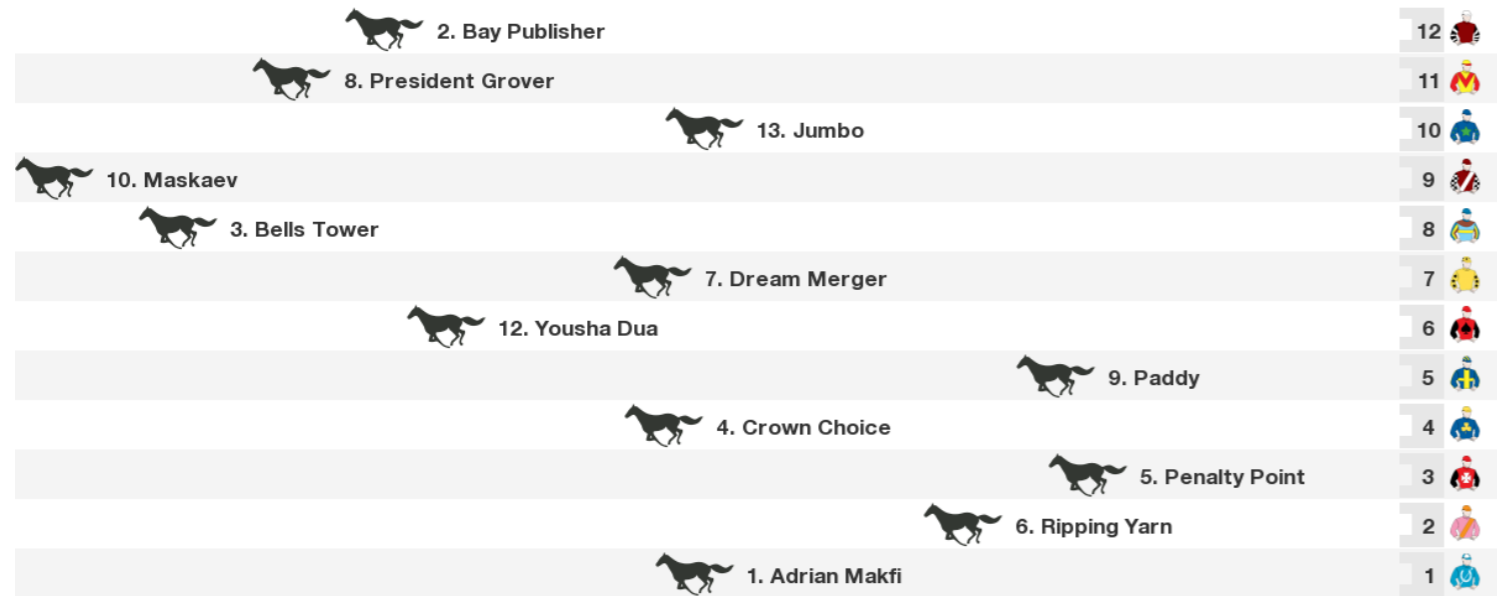 2. Bay Publisher 12
8. President Grover 11
13. Jumbo 10
10. Maskaev 9
3. Bells Tower 8
7. Dream Merger 7
12. Yousha Dua 6
9. Paddy 5
4. Crown Choice 4
5. Penalty Point 3
6. Ripping Yarn 2
1. Adrian Makfi 1